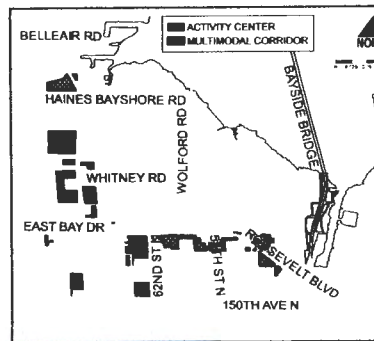 BELLEAIR RD
ACTIVITY CENTER
MULTIMODAL CORRIDOR
HAINES BAYSHORE RD
BAYSIDE BRIDGE
WOLFORD RD
WHITNEY RD
EAST BAY DR
62ND ST N
ST N
ROOSEVELT BLVD
150TH AVE N